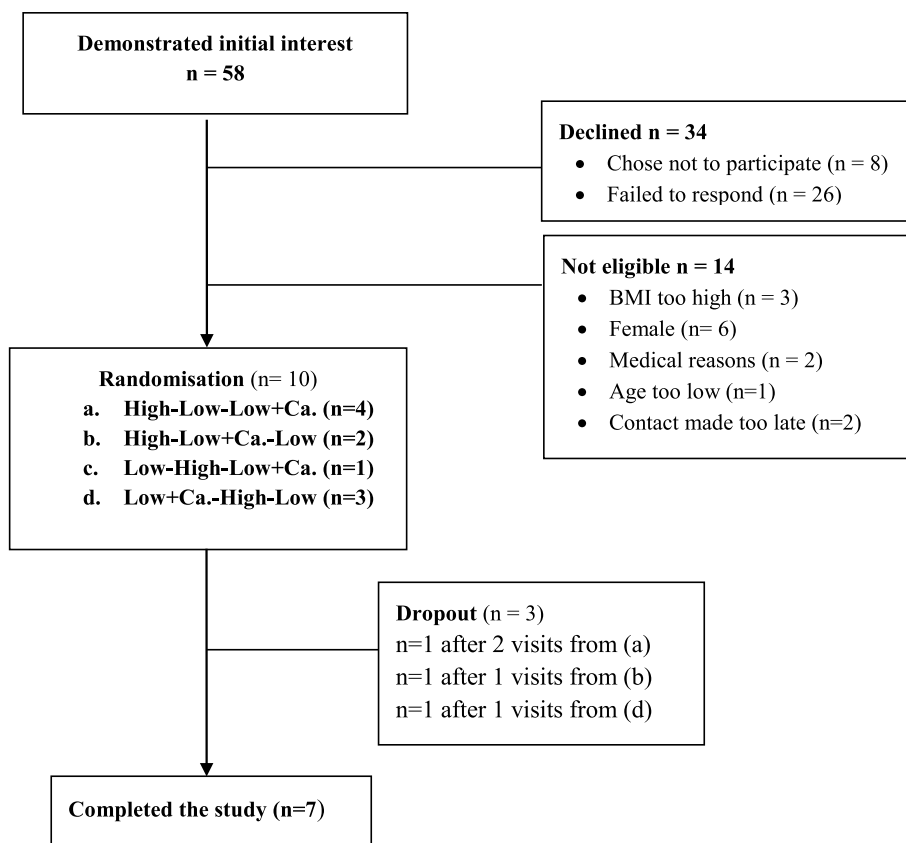 Demonstrated initial interest
n = 58
Declined n = 34
• Chose not to participate (n = 8)
• Failed to respond (n = 26)
Not eligible n = 14
• BMI too high (n = 3)
• Female (n= 6)
• Medical reasons (n = 2)
• Age too low (n=1)
• Contact made too late (n=2)
Randomisation (n= 10)
a. High-Low-Low+Ca. (n=4)
b. High-Low+Ca.-Low (n=2)
c. Low-High-Low+Ca. (n=1)
d. Low+Ca.-High-Low (n=3)
Dropout (n = 3)
n=1 after 2 visits from (a)
n=1 after 1 visits from (b)
n=1 after 1 visits from (d)
Completed the study (n=7)